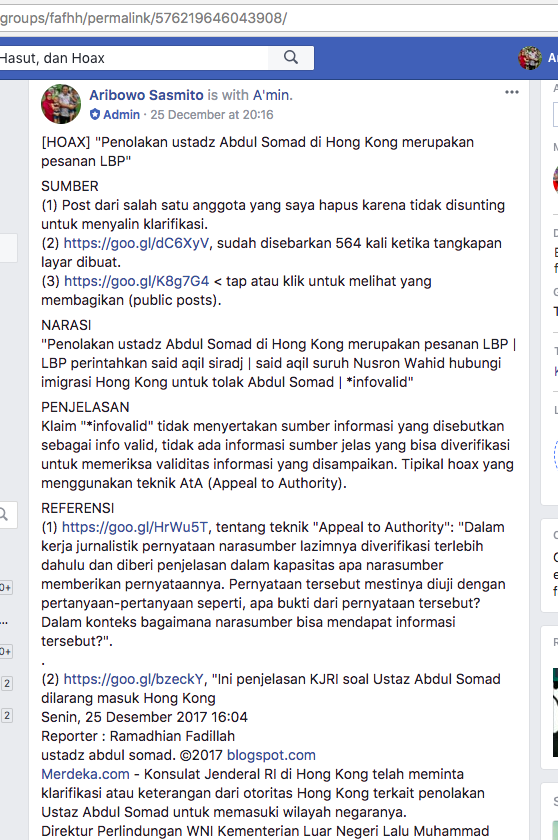 groups/fafhh/permalink/576219646043908/
Hasut, dan Hoax
Aribowo Sasmito is with A'min.
Admin · 25 December at 20:16
[HOAX] "Penolakan ustadz Abdul Somad di Hong Kong merupakan
pesanan LBP"
SUMBER
(1) Post dari salah satu anggota yang saya hapus karena tidak disunting
untuk menyalin klarifikasi.
(2) https://goo.gl/dC6XyV, sudah disebarkan 564 kali ketika tangkapan
layar dibuat.
(3) https://goo.gl/K8g7G4 < tap atau klik untuk melihat yang
membagikan (public posts).
NARASI
"Penolakan ustadz Abdul Somad di Hong Kong merupakan pesanan LBP |
LBP perintahkan said aqil siradj | said aqil suruh Nusron Wahid hubungi
imigrasi Hong Kong untuk tolak Abdul Somad | *infovalid"
PENJELASAN
Klaim "*infovalid" tidak menyertakan sumber informasi yang disebutkan
sebagai info valid, tidak ada informasi sumber jelas yang bisa diverifikasi
untuk memeriksa validitas informasi yang disampaikan. Tipikal hoax yang
menggunakan teknik AtA (Appeal to Authority).
REFERENSI
(1) https://goo.gl/HrWu5T, tentang teknik "Appeal to Authority": "Dalam
kerja jurnalistik pernyataan narasumber lazimnya diverifikasi terlebih
dahulu dan diberi penjelasan dalam kapasitas apa narasumber
memberikan pernyataannya. Pernyataan tersebut mestinya diuji dengan
pertanyaan-pertanyaan seperti, apa bukti dari pernyataan tersebut?
Dalam konteks bagaimana narasumber bisa mendapat informasi
tersebut?".
.
(2) https://goo.gl/bzeckY, "Ini penjelasan KJRI soal Ustaz Abdul Somad
dilarang masuk Hong Kong
Senin, 25 Desember 2017 16:04
Reporter : Ramadhian Fadillah
ustadz abdul somad. ©2017 blogspot.com
Merdeka.com - Konsulat Jenderal RI di Hong Kong telah meminta
klarifikasi atau keterangan dari otoritas Hong Kong terkait penolakan
Ustaz Abdul Somad untuk memasuki wilayah negaranya.
Direktur Perlindungan WNI Kementerian Luar Negeri Lalu Muhammad
0+
0+
2
2